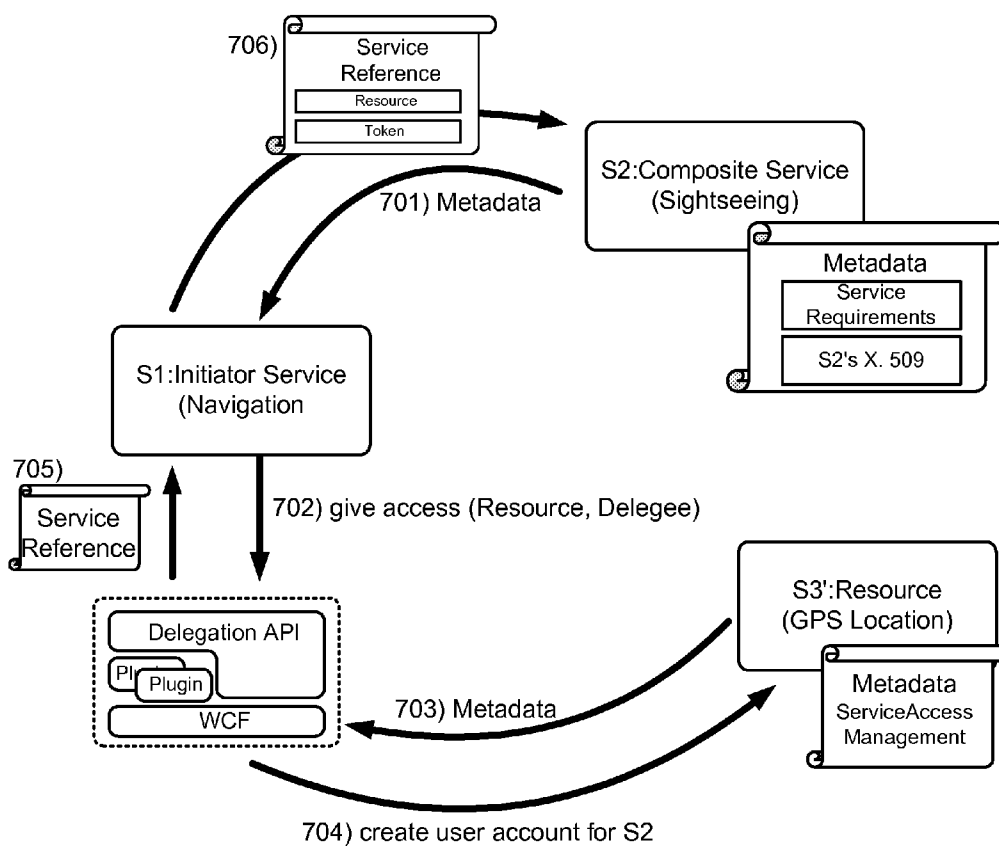 706)
Service
Reference
Resource
Token
S2:Composite Service
(Sightseeing)
701) Metadata
Metadata
Service
Requirements
S2's X. 509
S1:Initiator Service
(Navigation
705)
Service
Reference
702) give access (Resource, Delegee)
S3':Resource
(GPS Location)
Delegation API
Plugin
WCF
703) Metadata
Metadata
ServiceAccess
Management
704) create user account for S2